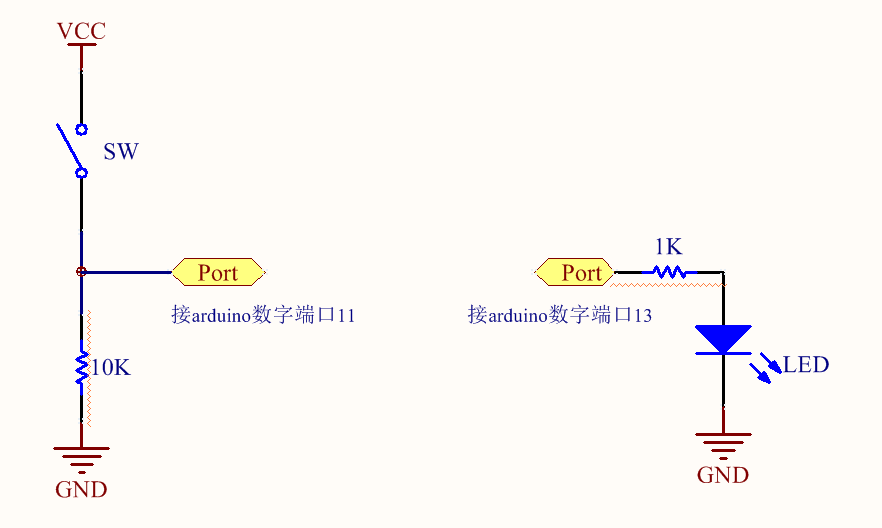 VCC
SW
Port
接arduino数字端口11
10K
GND
1K
Port
接arduino数字端口13
LED
GND